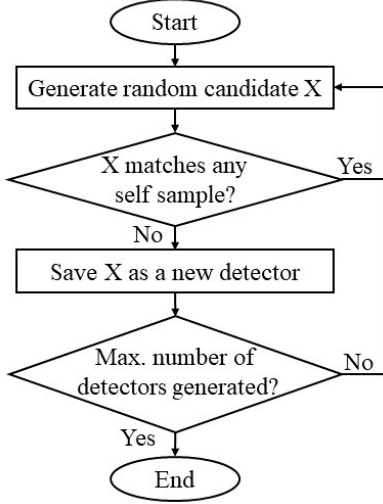 Start
Generate random candidate X
X matches any
self sample?
Yes
No
Save X as a new detector
Max. number of
detectors generated?
No
Yes
End